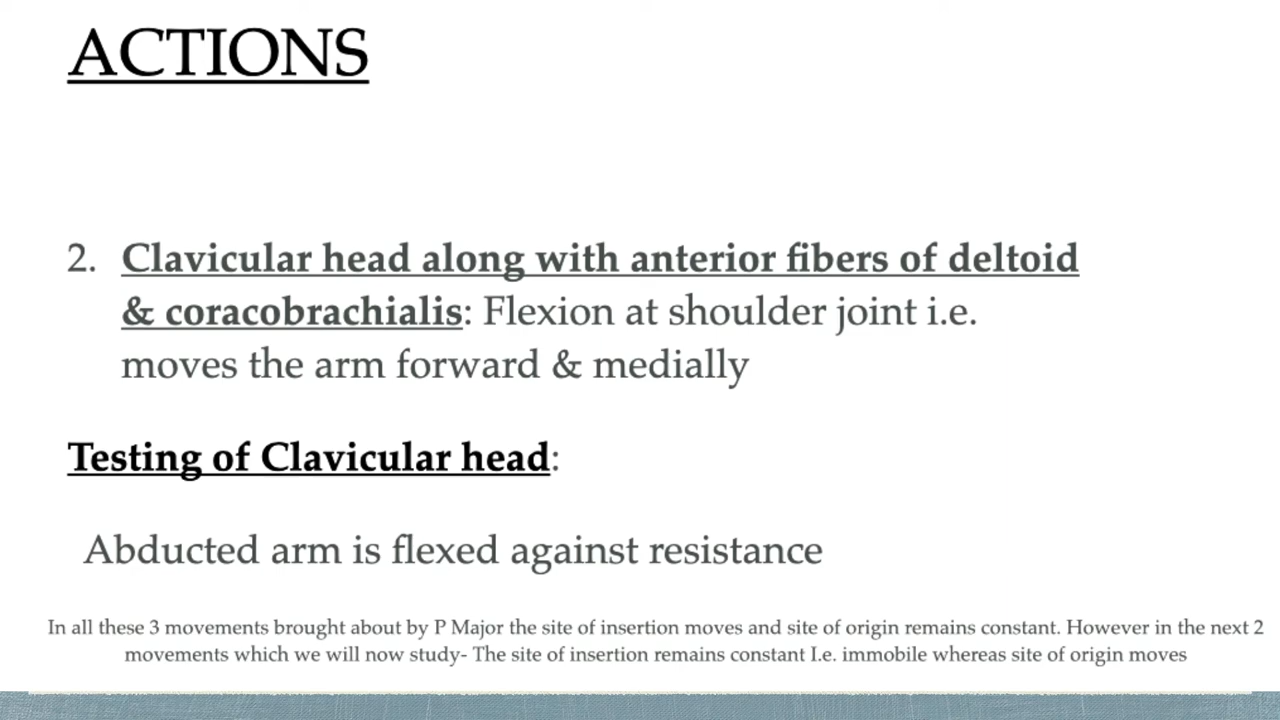 ACTIONS
2. Clavicular head along with anterior fibers of deltoid
& coracobrachialis: Flexion at shoulder joint i.e.
moves the arm forward & medially
Testing of Clavicular head:
Abducted arm is flexed against resistance
In all these 3 movements brought about by P Major the site of insertion moves and site of origin remains constant. However in the next 2
movements which we will now study- The site of insertion remains constant I.e. immobile whereas site of origin moves